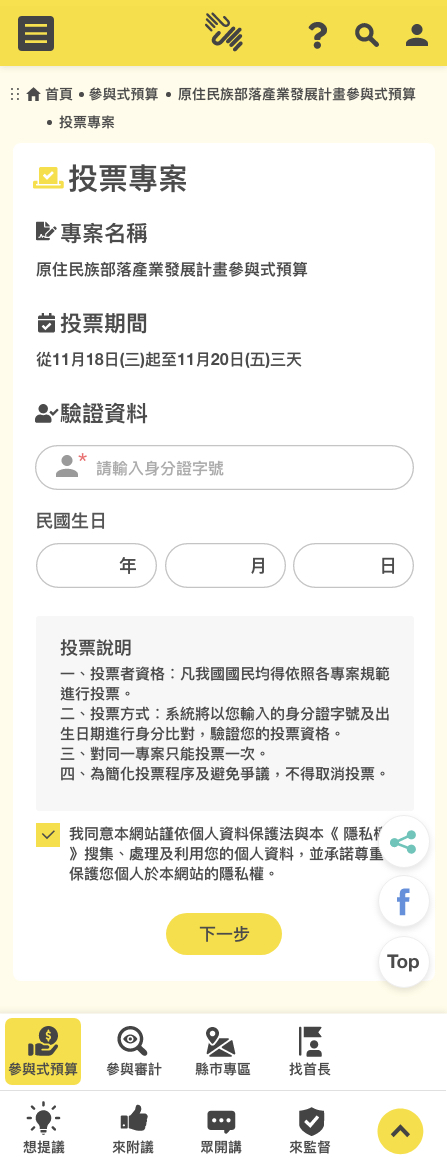 首頁 • 參與式預算 • 原住民族部落產業發展計畫參與式預算
• 投票專案
投票專案
專案名稱
原住民族部落產業發展計畫參與式預算
投票期間
從11月18日(三)起至11月20日(五)三天
驗證資料
* 請輸入身分證字號
民國生日
年 月 日
投票說明
一、投票者資格：凡我國國民均得依照各專案規範
進行投票。
二、投票方式：系統將以您輸入的身分證字號及出
生日期進行身分比對，驗證您的投票資格。
三、對同一專案只能投票一次。
四、為簡化投票程序及避免爭議，不得取消投票。
我同意本網站謹依個人資料保護法與本《 隱私權
》搜集、處理及利用您的個人資料，並承諾尊重
保護您個人於本網站的隱私權。
下一步
Top
參與式預算 參與審計 縣市專區 找首長
想提議 來附議 眾開講 來監督